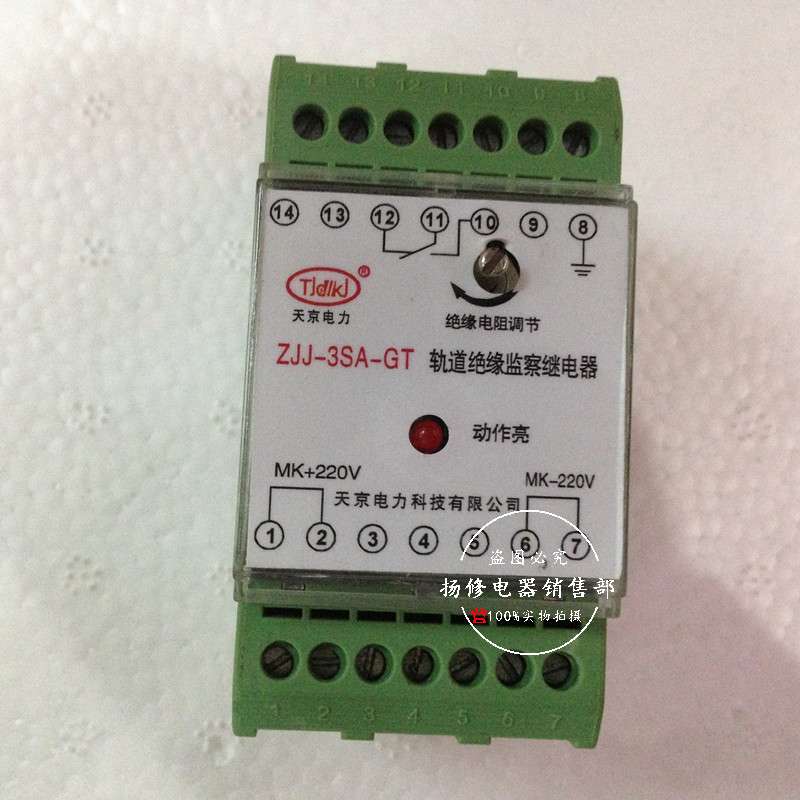 14 13 12 11 10 9 8
14 13 12 11 10 9 8
Tjdlkj ®
天京电力
绝缘电阻调节
ZJJ-3SA-GT 轨道绝缘监察继电器
动作亮
MK+220V
MK-220V
天京电力科技有限公司
1 2 3 4 5 6 7
盗图必究
扬修电器销售部
100%实物拍摄
1 2 3 4 5 6 7